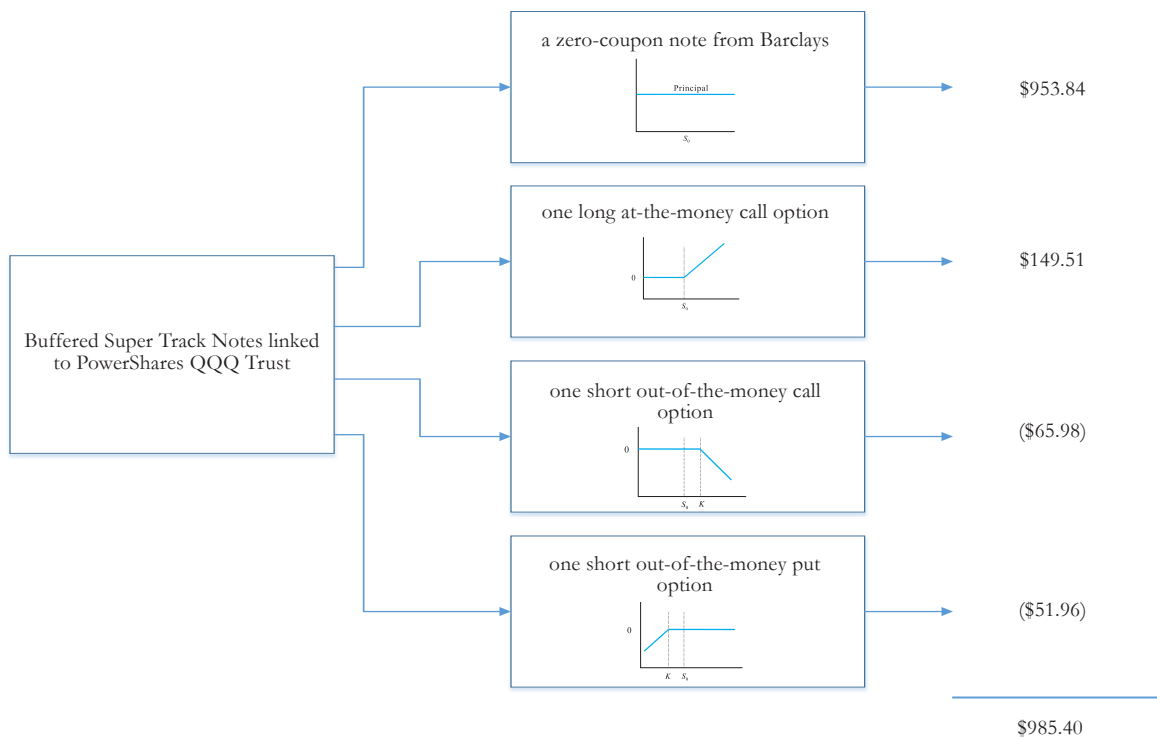 a zero-coupon note from Barclays
Principal
S₀
$953.84
one long at-the-money call option
0
S₀
$149.51
Buffered Super Track Notes linked
to PowerShares QQQ Trust
one short out-of-the-money call
option
0
S₀ K
($65.98)
one short out-of-the-money put
option
0
K S₀
($51.96)
$985.40